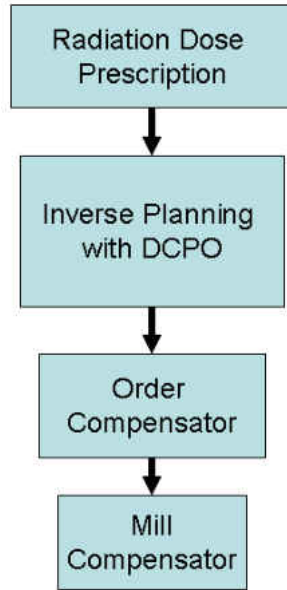 Radiation Dose
Prescription
Inverse Planning
with DCPO
Order
Compensator
Mill
Compensator